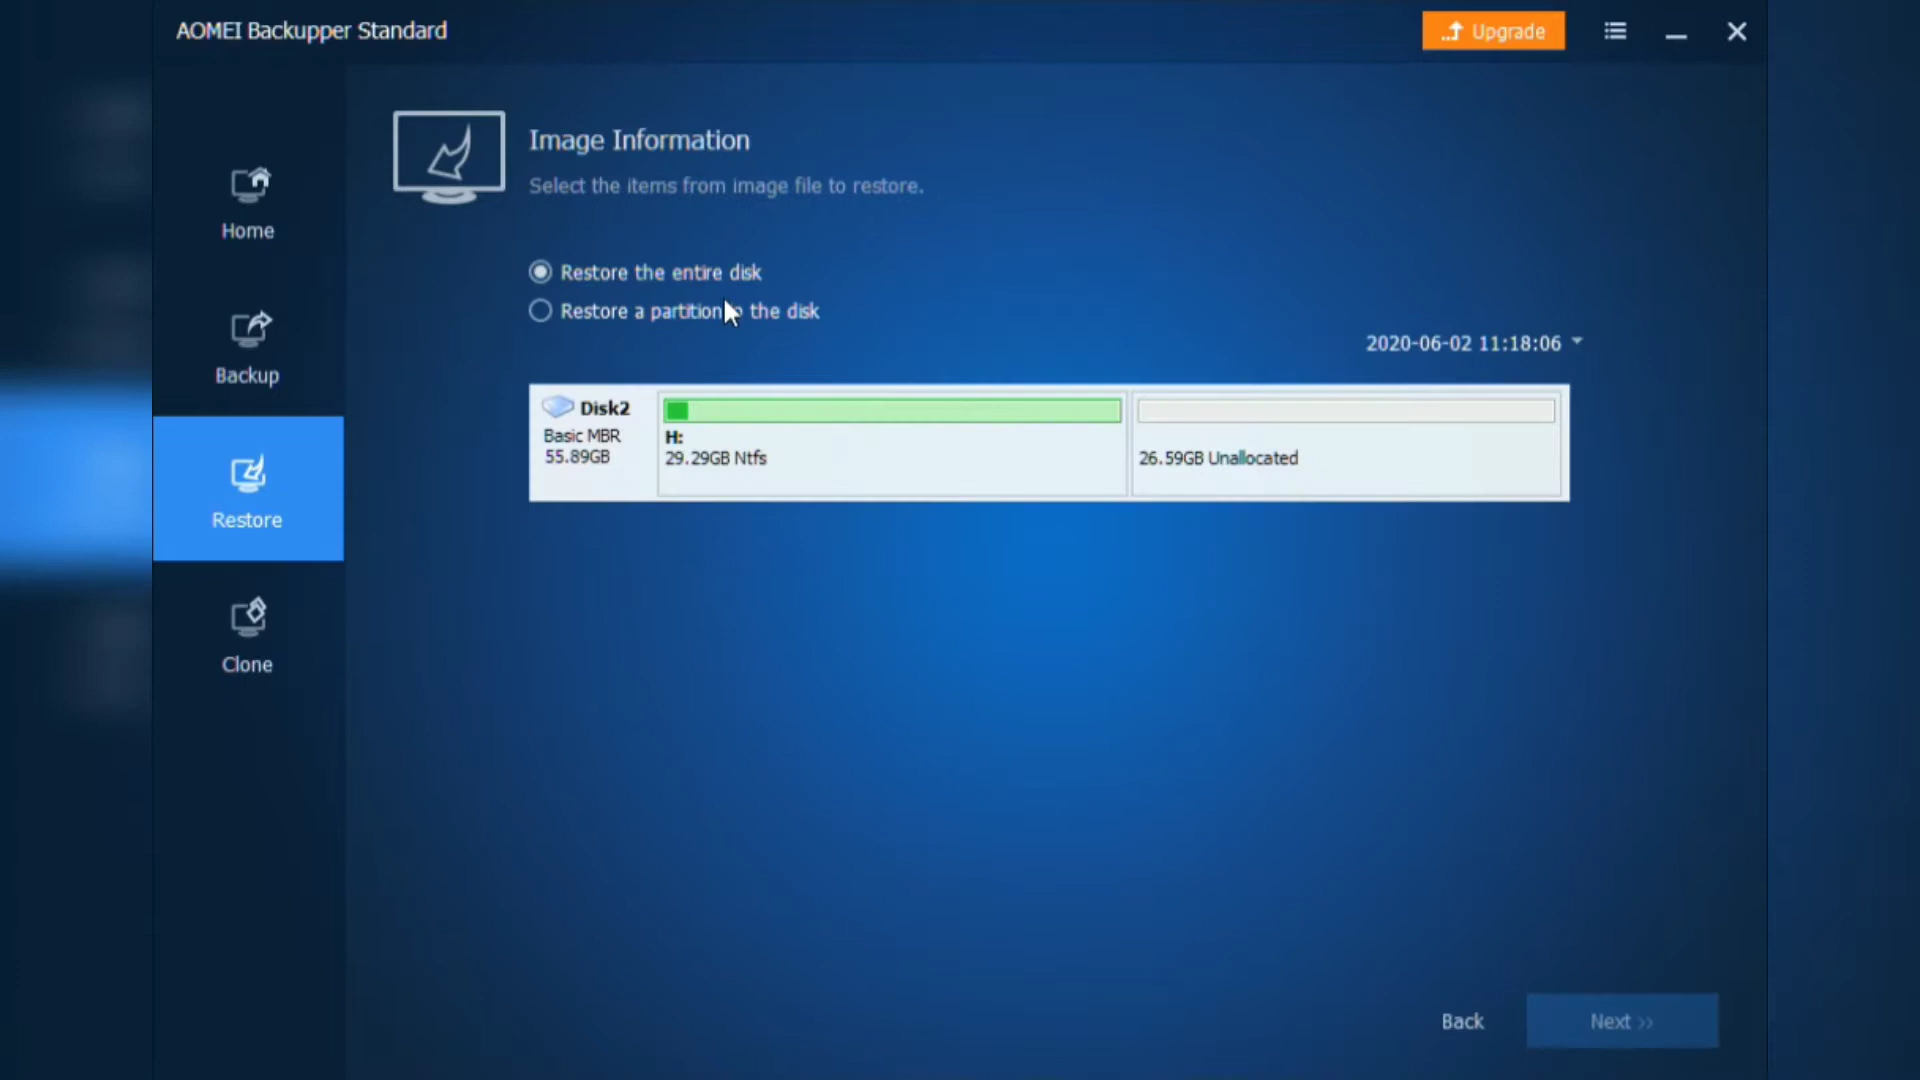 AOMEI Backupper Standard
Upgrade
Image Information
Select the items from image file to restore.
Home
Restore the entire disk
Restore a partition the disk
2020-06-02 11:18:06
Backup
Disk2
Basic MBR
55.89GB
H:
29.29GB Ntfs
26.59GB Unallocated
Restore
Clone
Back
Next >>